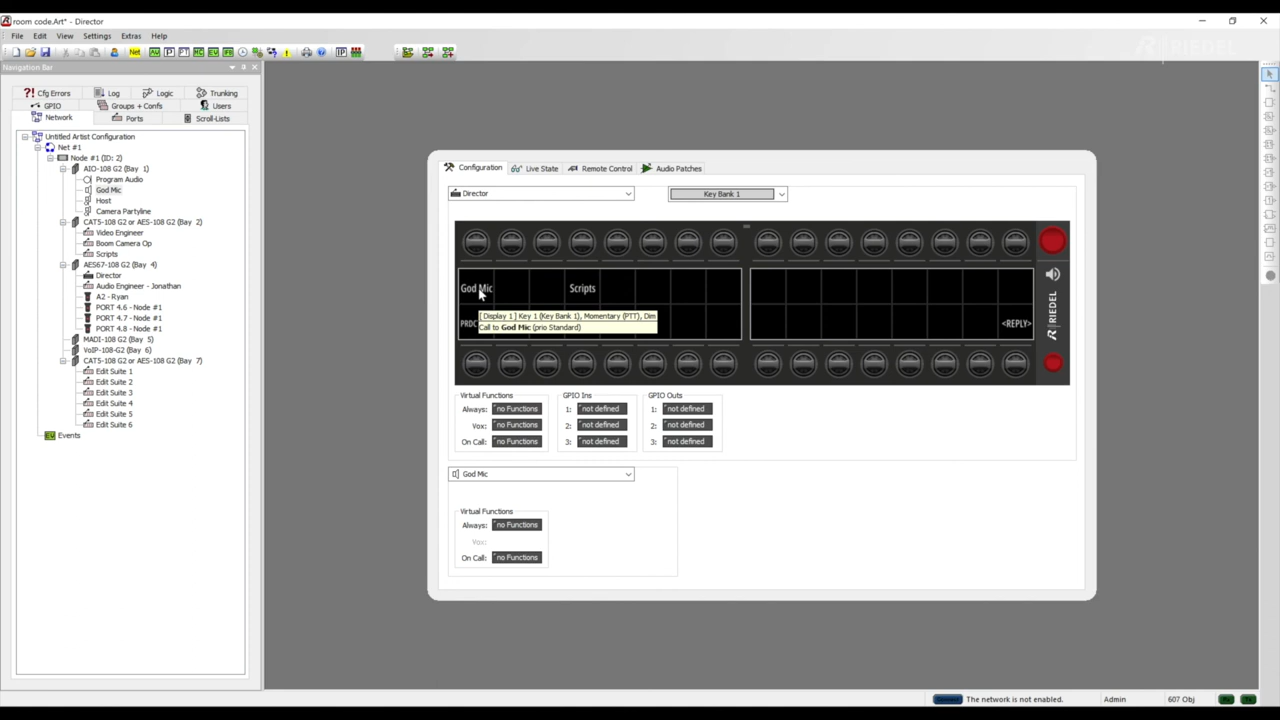 room code.Art* - Director
File Edit View Settings Extras Help
Net
RIEDEL
Navigation Bar
Cfg Errors Log Logic Trunking
GPIO Groups + Confs Users
Network Ports Scroll-Lists
Untitled Artist Configuration
Net #1
Node #1 (ID: 2)
AIO-108 G2 (Bay 1)
Program Audio
God Mic
Host
Camera Partyline
CAT5-108 G2 or AES-108 G2 (Bay 2)
Video Engineer
Boom Camera Op
Scripts
AES67-108 G2 (Bay 4)
Director
Audio Engineer - Jonathan
A2 - Ryan
PORT 4.6 - Node #1
PORT 4.7 - Node #1
PORT 4.8 - Node #1
MADI-108 G2 (Bay 5)
VoIP-108-G2 (Bay 6)
CAT5-108 G2 or AES-108 G2 (Bay 7)
Edit Suite 1
Edit Suite 2
Edit Suite 3
Edit Suite 4
Edit Suite 5
Edit Suite 6
Events
Configuration Live State Remote Control Audio Patches
Director Key Bank 1
God Mic Scripts
[ Display 1 ] Key 1 (Key Bank 1), Momentary (PTT), Dim
Call to God Mic (prio Standard)
<REPLY>
RIEDEL
Virtual Functions GPIO Ins GPIO Outs
Always: no Functions 1: not defined 1: not defined
Vox: no Functions 2: not defined 2: not defined
On Call: no Functions 3: not defined 3: not defined
God Mic
Virtual Functions
Always: no Functions
Vox:
On Call: no Functions
The network is not enabled. Admin 607 Obj